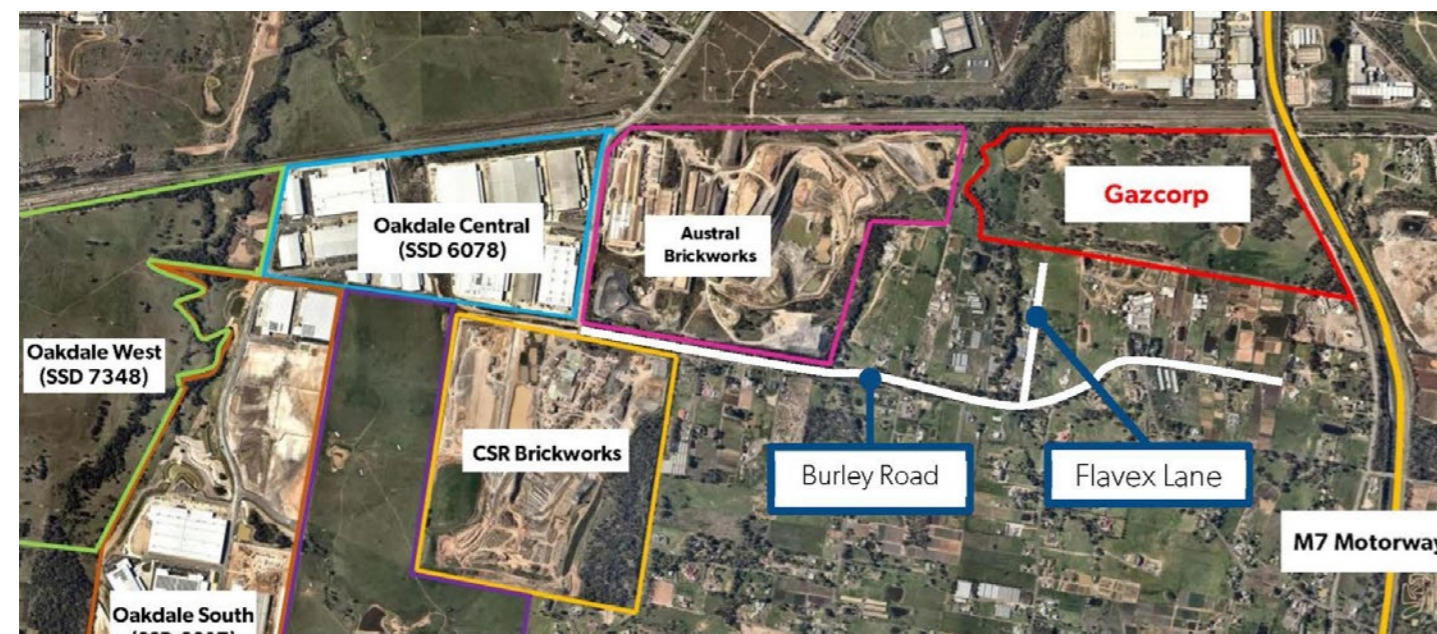 Gazcorp
Oakdale Central
(SSD 6078)
Austral
Brickworks
Oakdale West
(SSD 7348)
CSR Brickworks
Burley Road
Flavex Lane
M7 Motorway
Oakdale South